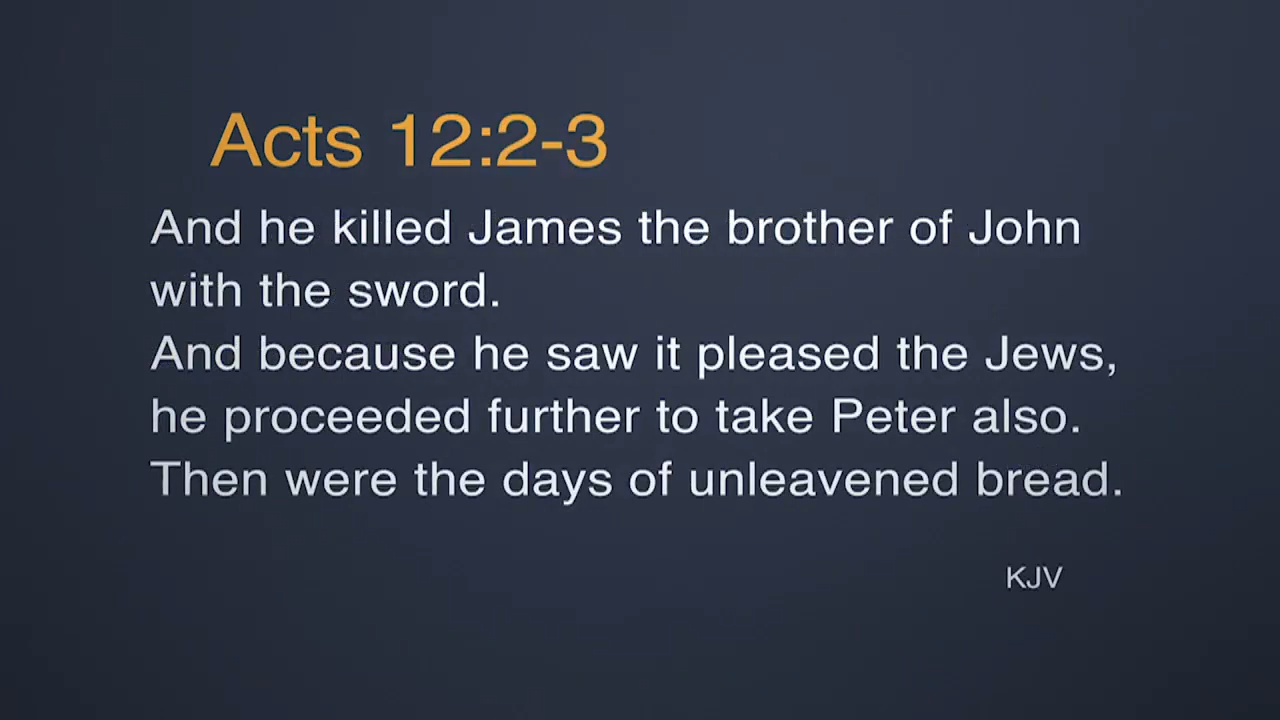 Acts 12:2-3
And he killed James the brother of John
with the sword.
And because he saw it pleased the Jews,
he proceeded further to take Peter also.
Then were the days of unleavened bread.
KJV